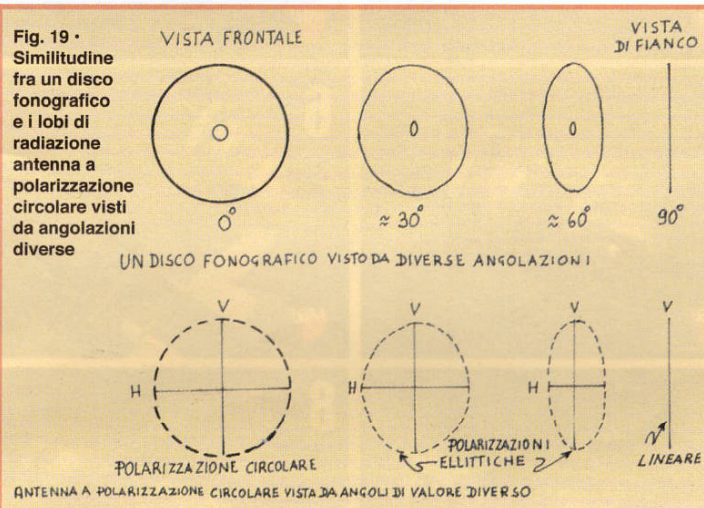 Fig. 19 •
Similitudine
fra un disco
fonografico
e i lobi di
radiazione
antenna a
polarizzazione
circolare visti
da angolazioni
diverse
VISTA FRONTALE
VISTA
DI FIANCO
0°
≈ 30°
≈ 60°
90°
UN DISCO FONOGRAFICO VISTO DA DIVERSE ANGOLAZIONI
V
V
V
V
H
H
H
POLARIZZAZIONE CIRCOLARE
POLARIZZAZIONI
ELLITTICHE
LINEARE
ANTENNA A POLARIZZAZIONE CIRCOLARE VISTA DA ANGOLI DI VALORE DIVERSO